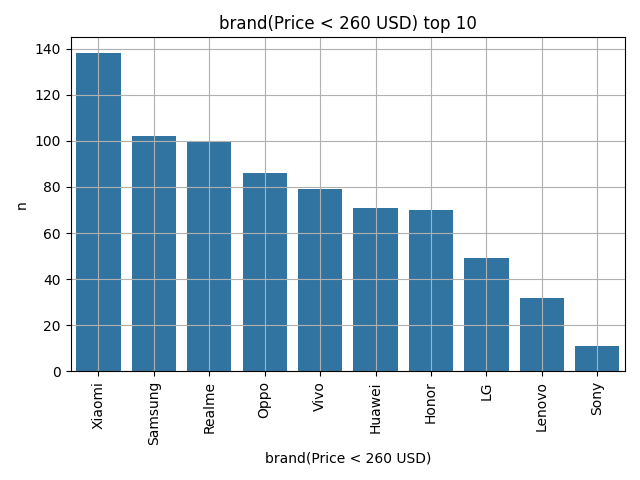 brand(Price < 260 USD) top 10
140
120
100
80
60
40
20
0
n
Xiaomi
Samsung
Realme
Oppo
Vivo
Huawei
Honor
LG
Lenovo
Sony
brand(Price < 260 USD)